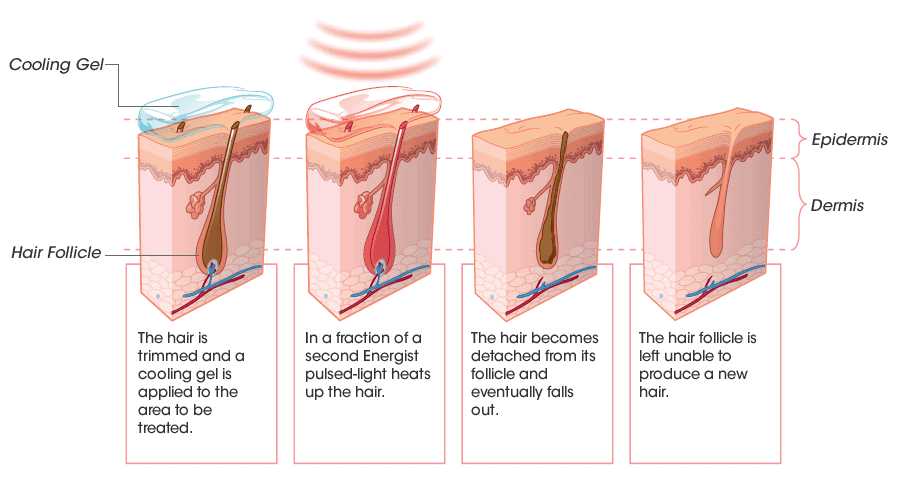 Cooling Gel
Epidermis
Dermis
Hair Follicle
The hair is
trimmed and a
cooling gel is
applied to the
area to be
treated.
In a fraction of a
second Energist
pulsed-light heats
up the hair.
The hair becomes
detached from its
follicle and
eventually falls
out.
The hair follicle is
left unable to
produce a new
hair.